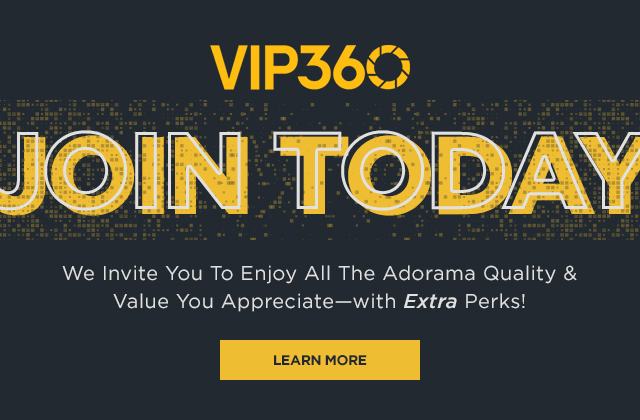 VIP360
JOIN TODAY
We Invite You To Enjoy All The Adorama Quality &
Value You Appreciate—with Extra Perks!
LEARN MORE